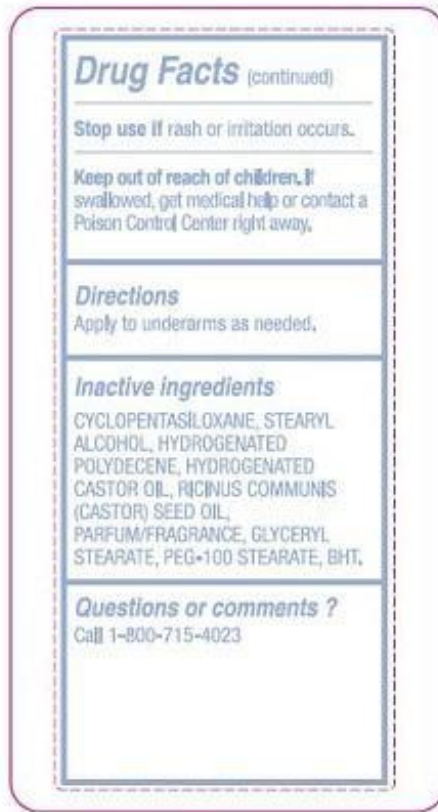 Drug Facts (continued)
Stop use if rash or irritation occurs.
Keep out of reach of children. If
swallowed, get medical help or contact a
Poison Control Center right away.
Directions
Apply to underarms as needed.
Inactive ingredients
CYCLOPENTASILOXANE, STEARYL
ALCOHOL, HYDROGENATED
POLYDECENE, HYDROGENATED
CASTOR OIL, RICINUS COMMUNIS
(CASTOR) SEED OIL,
PARFUM/FRAGRANCE, GLYCERYL
STEARATE, PEG-100 STEARATE, BHT.
Questions or comments ?
Call 1-800-715-4023